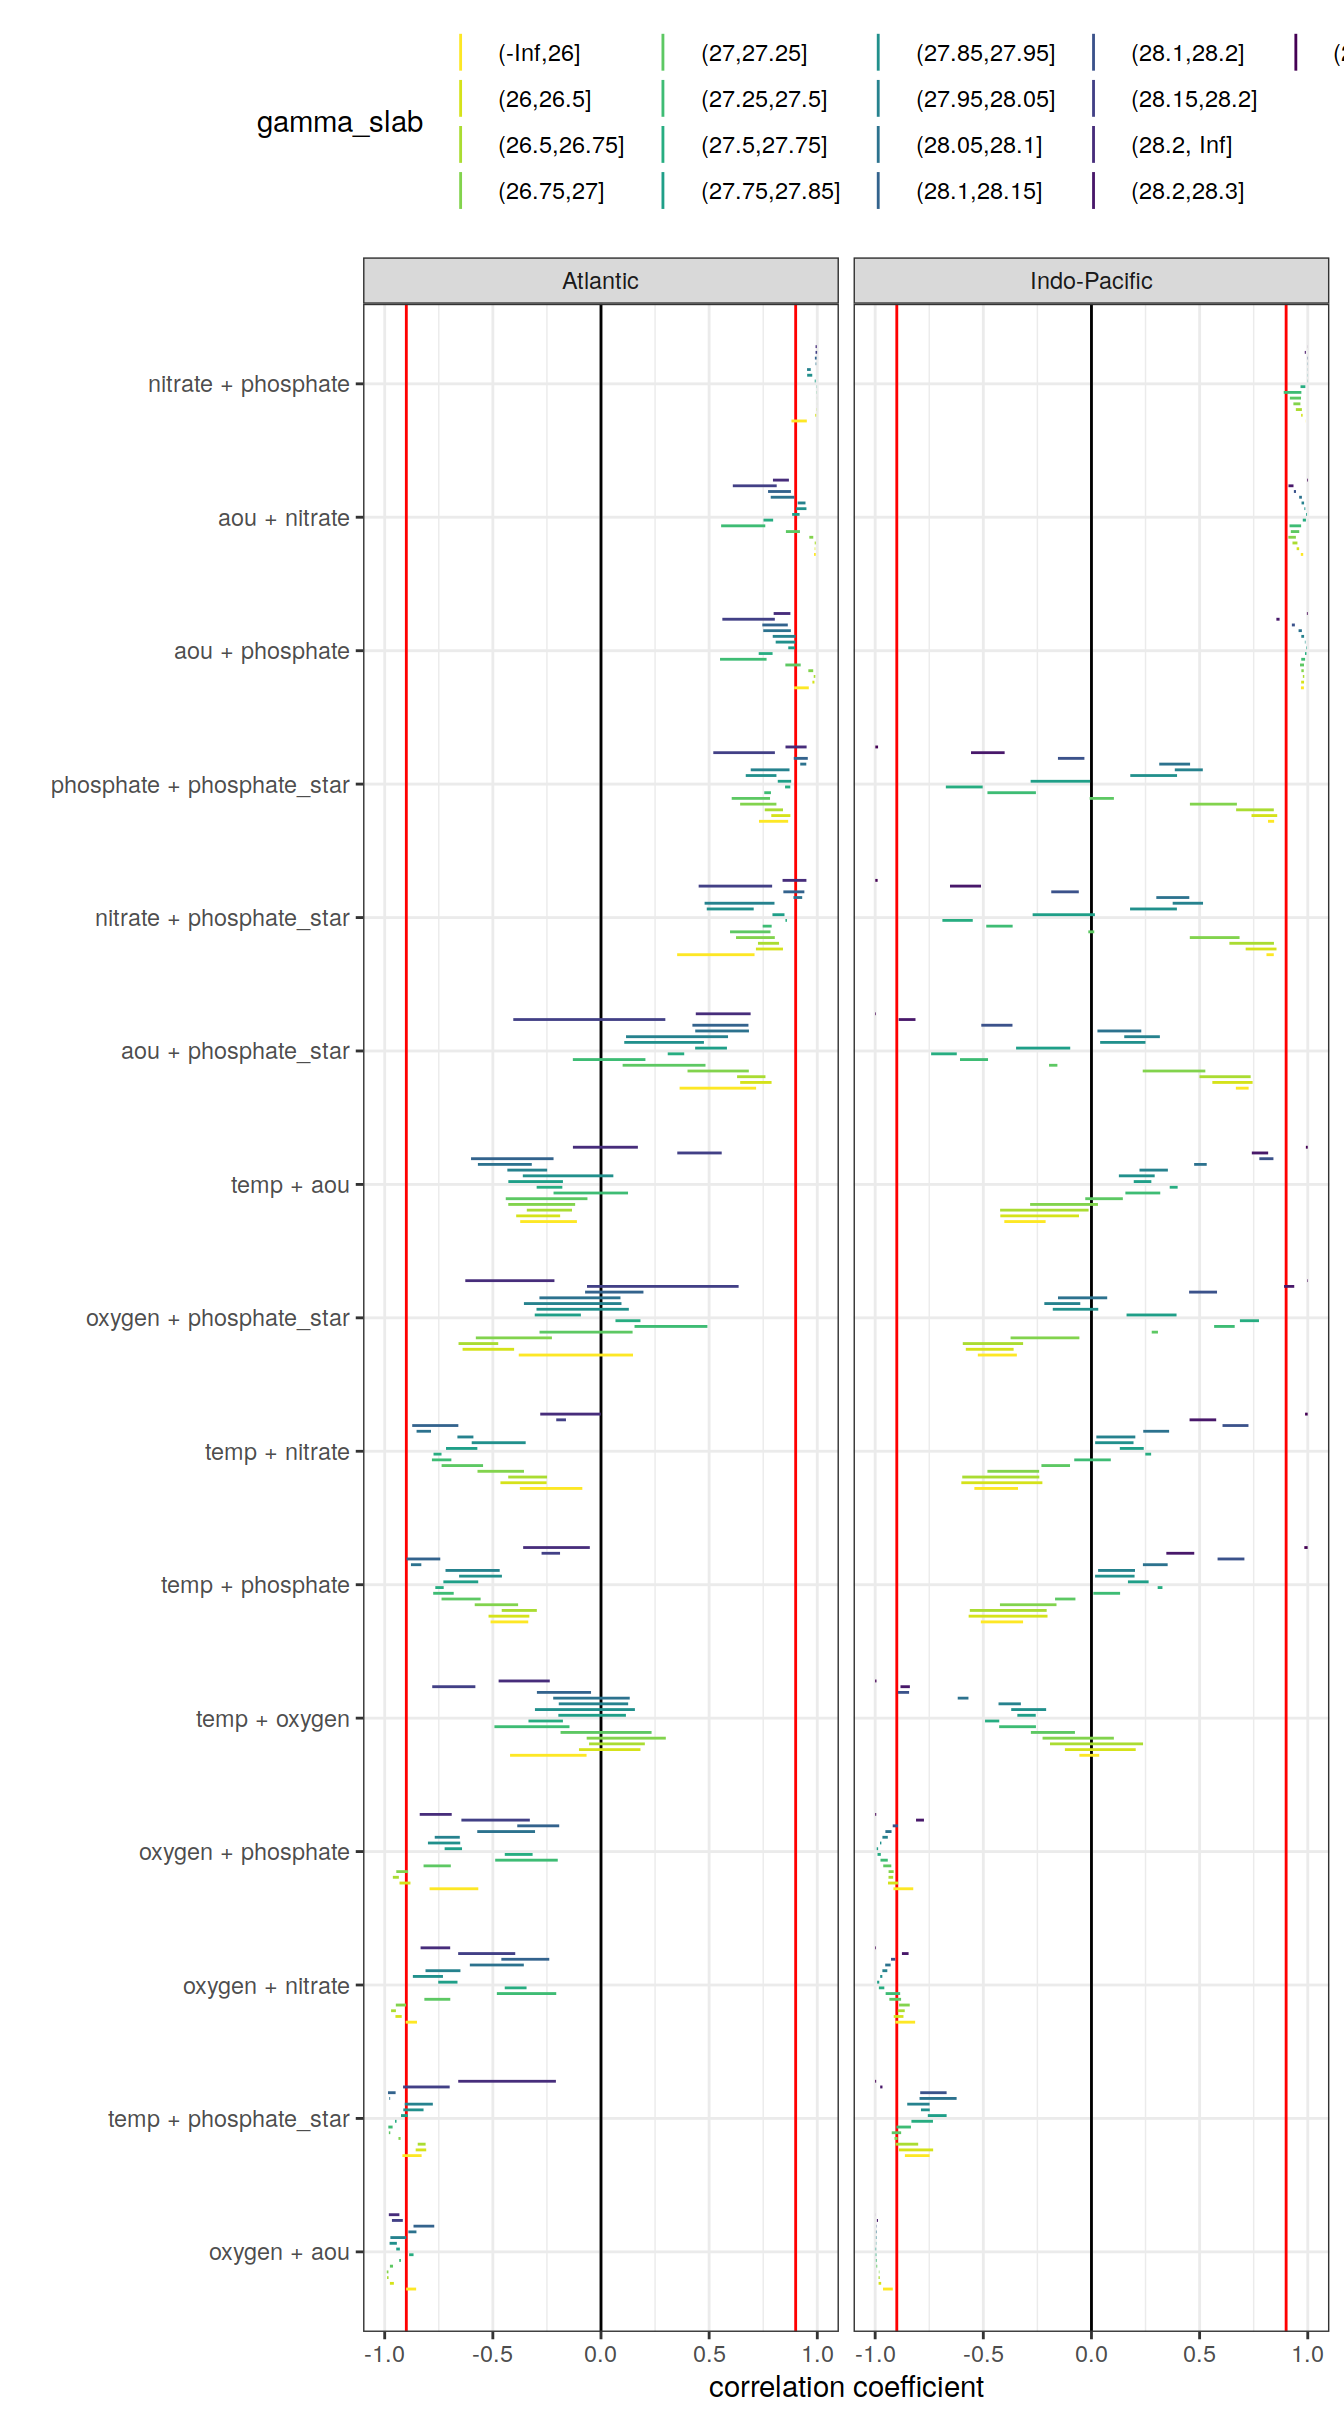 (-Inf,26] (27,27.25] (27.85,27.95] (28.1,28.2]
(26,26.5] (27.25,27.5] (27.95,28.05] (28.15,28.2]
gamma_slab
(26.5,26.75] (27.5,27.75] (28.05,28.1] (28.2, Inf]
(26.75,27] (27.75,27.85] (28.1,28.15] (28.2,28.3]
Atlantic Indo-Pacific
nitrate + phosphate
aou + nitrate
aou + phosphate
phosphate + phosphate_star
nitrate + phosphate_star
aou + phosphate_star
temp + aou
oxygen + phosphate_star
temp + nitrate
temp + phosphate
temp + oxygen
oxygen + phosphate
oxygen + nitrate
temp + phosphate_star
oxygen + aou
-1.0 -0.5 0.0 0.5 1.0 -1.0 -0.5 0.0 0.5 1.0
correlation coefficient